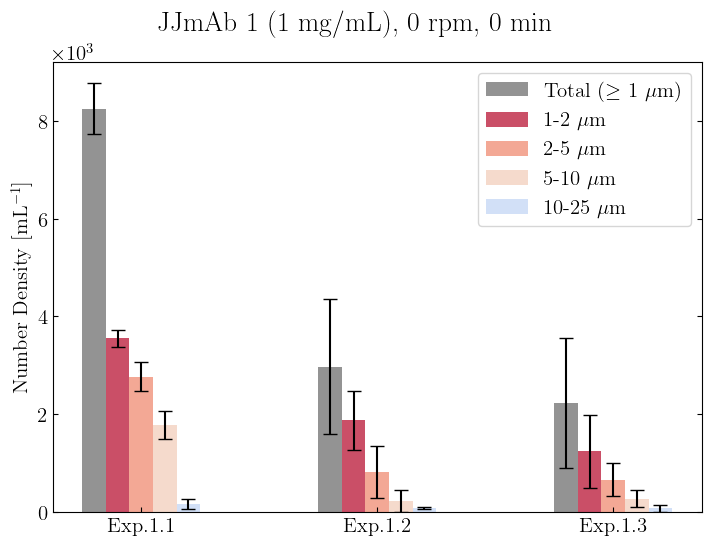 JJmAb 1 (1 mg/mL), 0 rpm, 0 min
×10³
8
6
4
2
0
Number Density [mL⁻¹]
Total (≥ 1 μm)
1-2 μm
2-5 μm
5-10 μm
10-25 μm
Exp.1.1 Exp.1.2 Exp.1.3